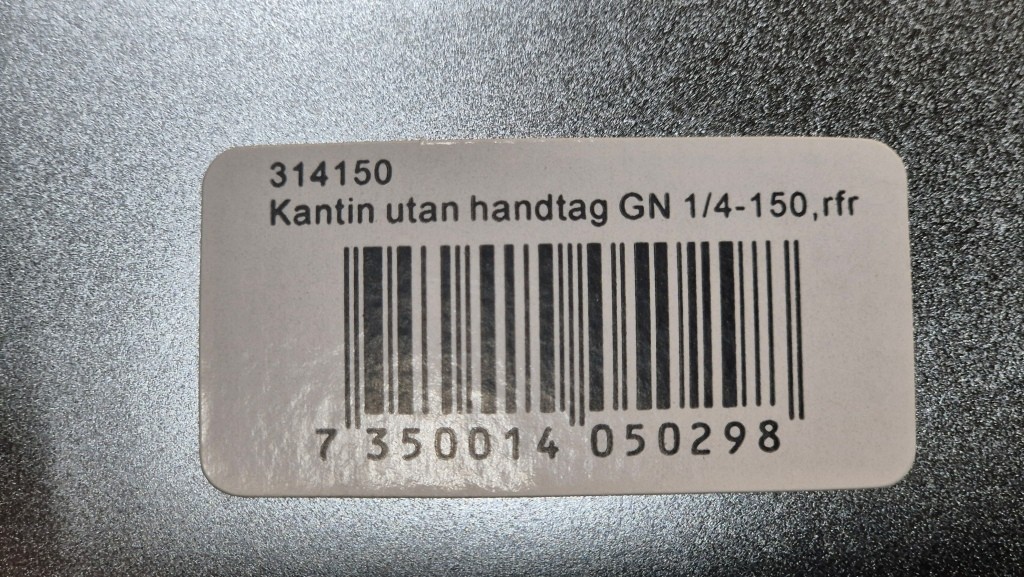 314150
Kantin utan handtag GN 1/4-150,rfr
7 350014 050298